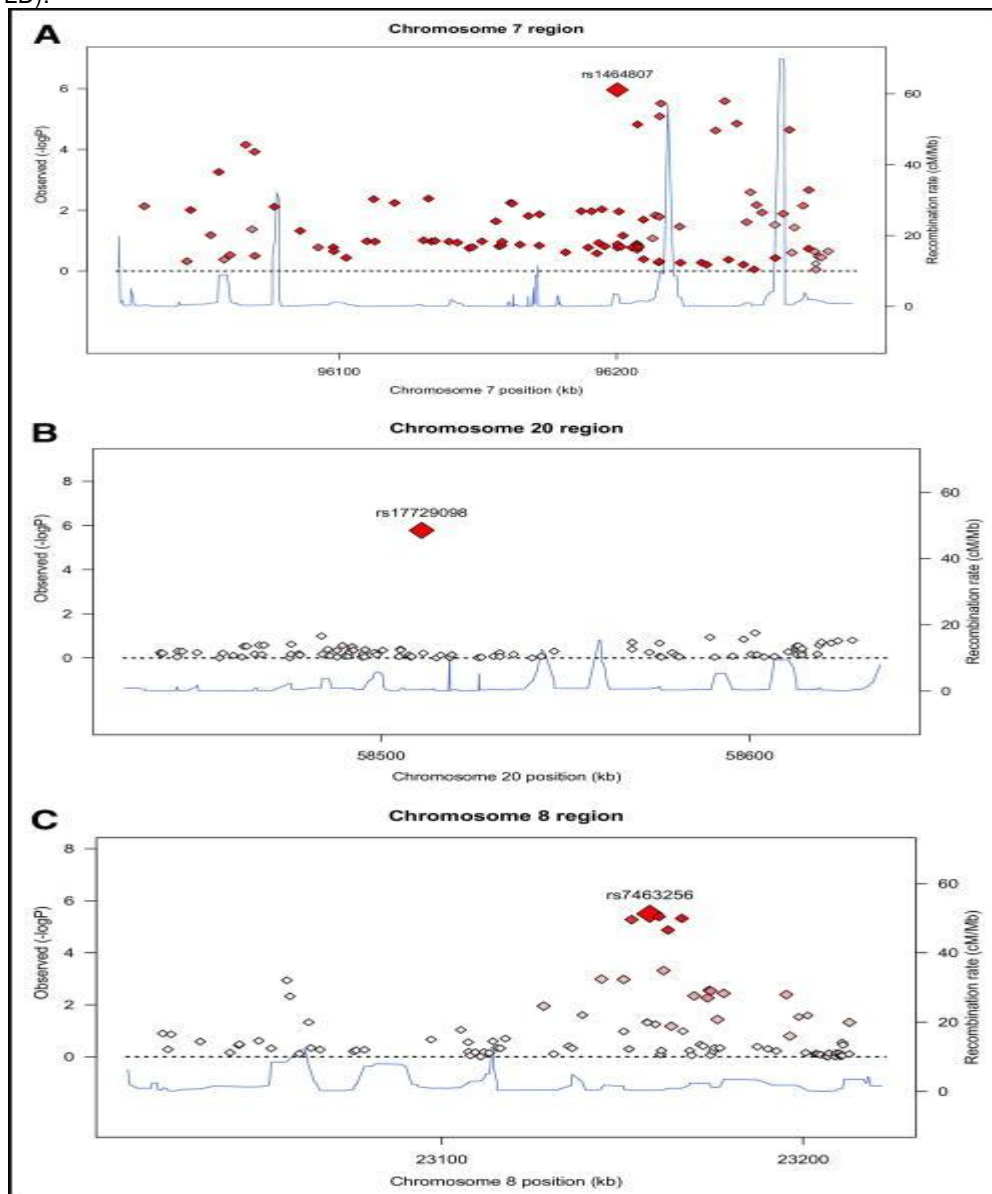 LD).
A
Chromosome 7 region
rs1464807
Observed (-logP)
6
4
2
0
Recombination rate (cM/Mb)
60
40
20
0
96100
96200
Chromosome 7 position (kb)
B
Chromosome 20 region
rs17729098
Observed (-logP)
8
6
4
2
0
Recombination rate (cM/Mb)
60
40
20
0
58500
58600
Chromosome 20 position (kb)
C
Chromosome 8 region
rs7463256
Observed (-logP)
8
6
4
2
0
Recombination rate (cM/Mb)
60
40
20
0
23100
23200
Chromosome 8 position (kb)